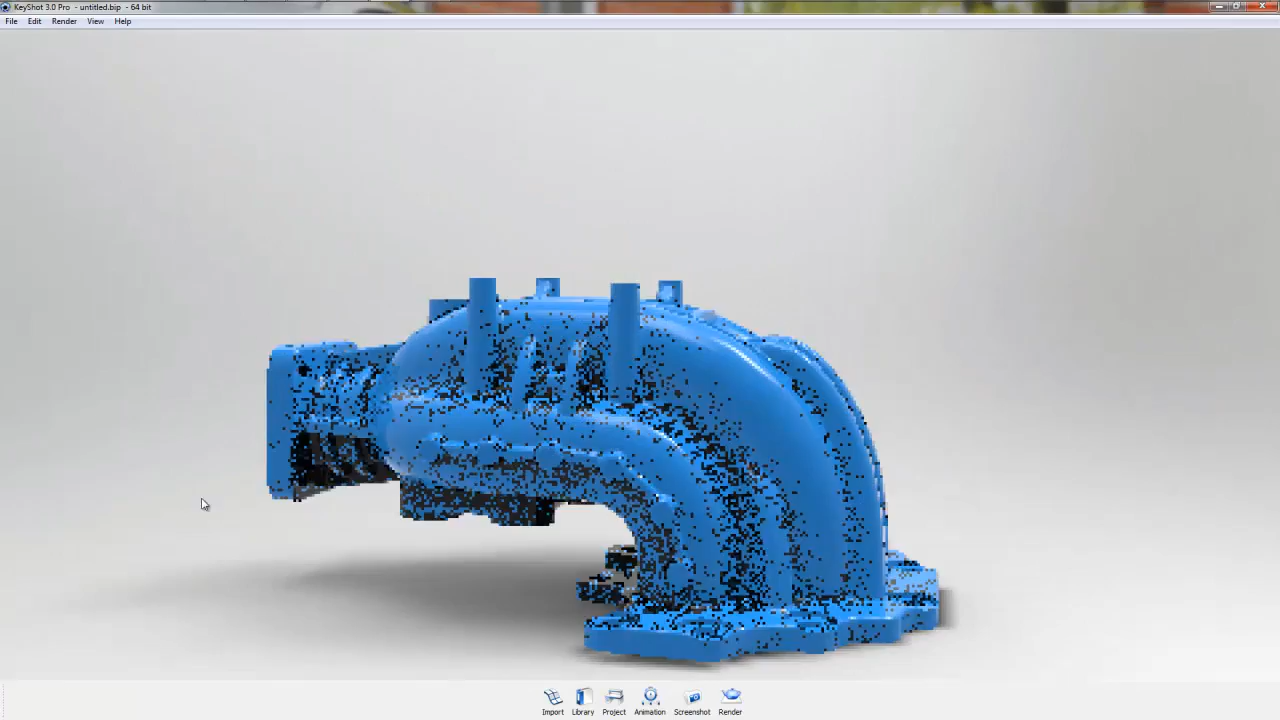 KeyShot 3.0 Pro - untitled.bip - 64 bit
File Edit Render View Help
Import Library Project Animation Screenshot Render